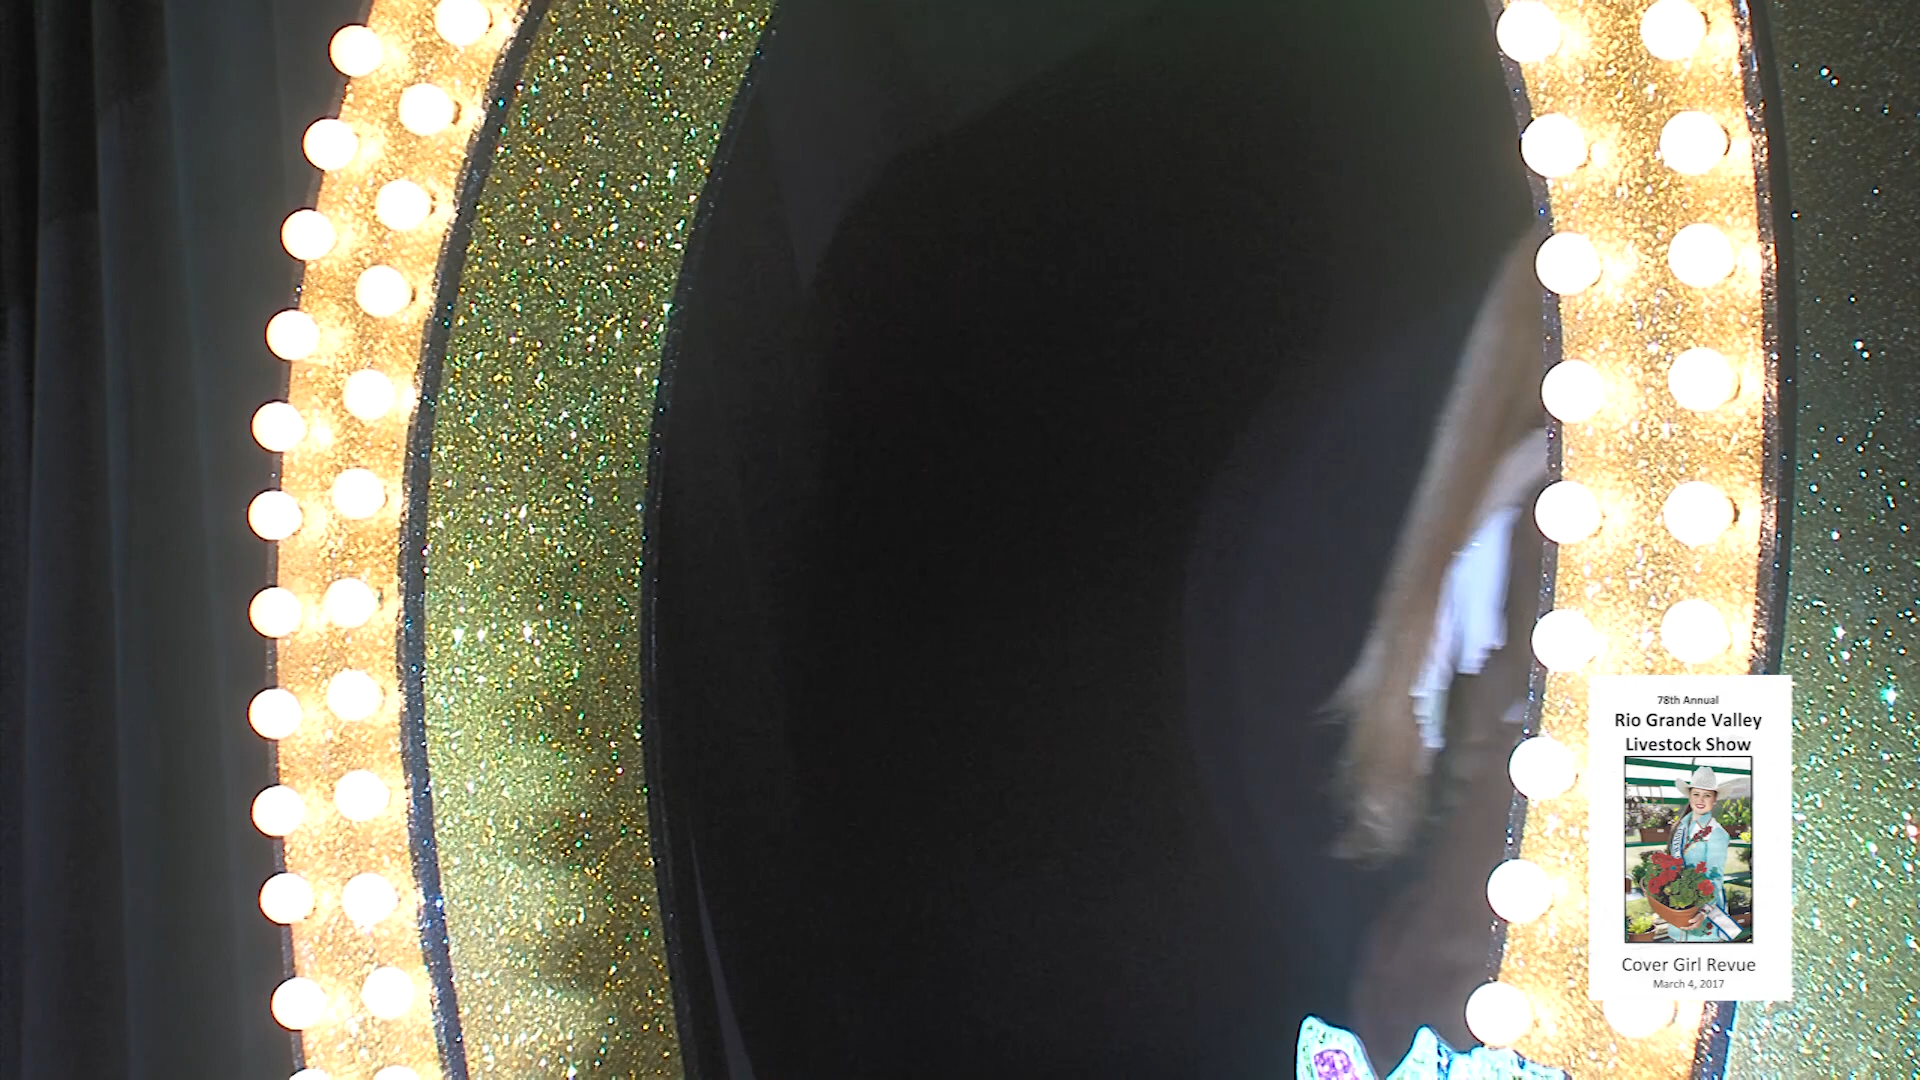 78th Annual
Rio Grande Valley
Livestock Show
Cover Girl Revue
March 4, 2017